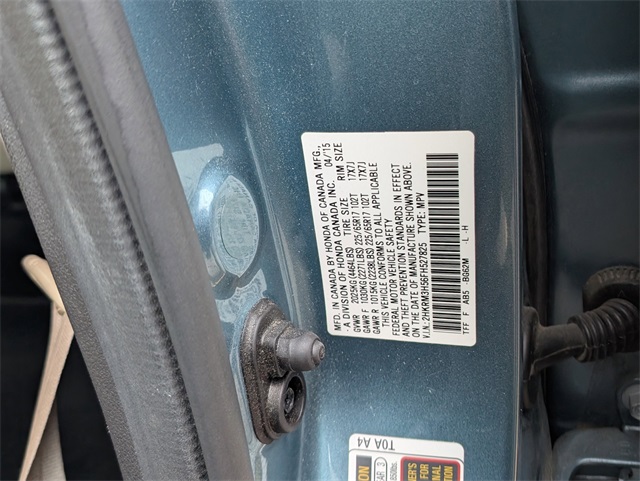 MFD. IN CANADA BY HONDA OF CANADA MFG.,
A DIVISION OF HONDA CANADA INC. 04/15
TIRE SIZE RIM SIZE
GVWR 2025KG(4464LBS)
GAWR F 1030KG(2271LBS) 225/65R17 102T 17X7J
GAWR R 1015KG(2238LBS) 225/65R17 102T 17X7J
THIS VEHICLE CONFORMS TO ALL APPLICABLE
FEDERAL MOTOR VEHICLE SAFETY
AND THEFT PREVENTION STANDARDS IN EFFECT
ON THE DATE OF MANUFACTURE SHOWN ABOVE.
V.I.N.: 2HKRM3H56FH527825 TYPE: MPV
TFF F AB5 BG62M L H
T0A A4